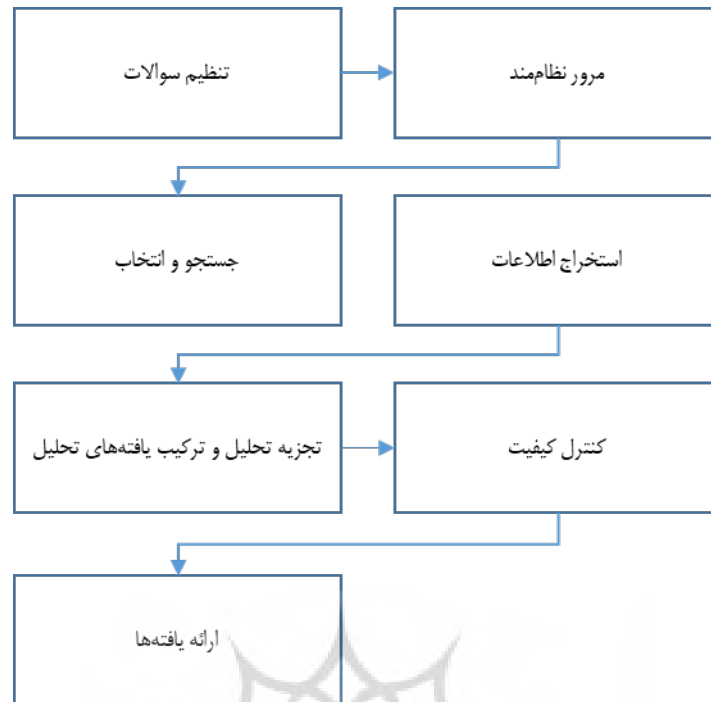 تنظیم سوالات
مرور نظام‌مند
جستجو و انتخاب
استخراج اطلاعات
تجزیه تحلیل و ترکیب یافته‌های تحلیل
کنترل کیفیت
ارائه یافته‌ها